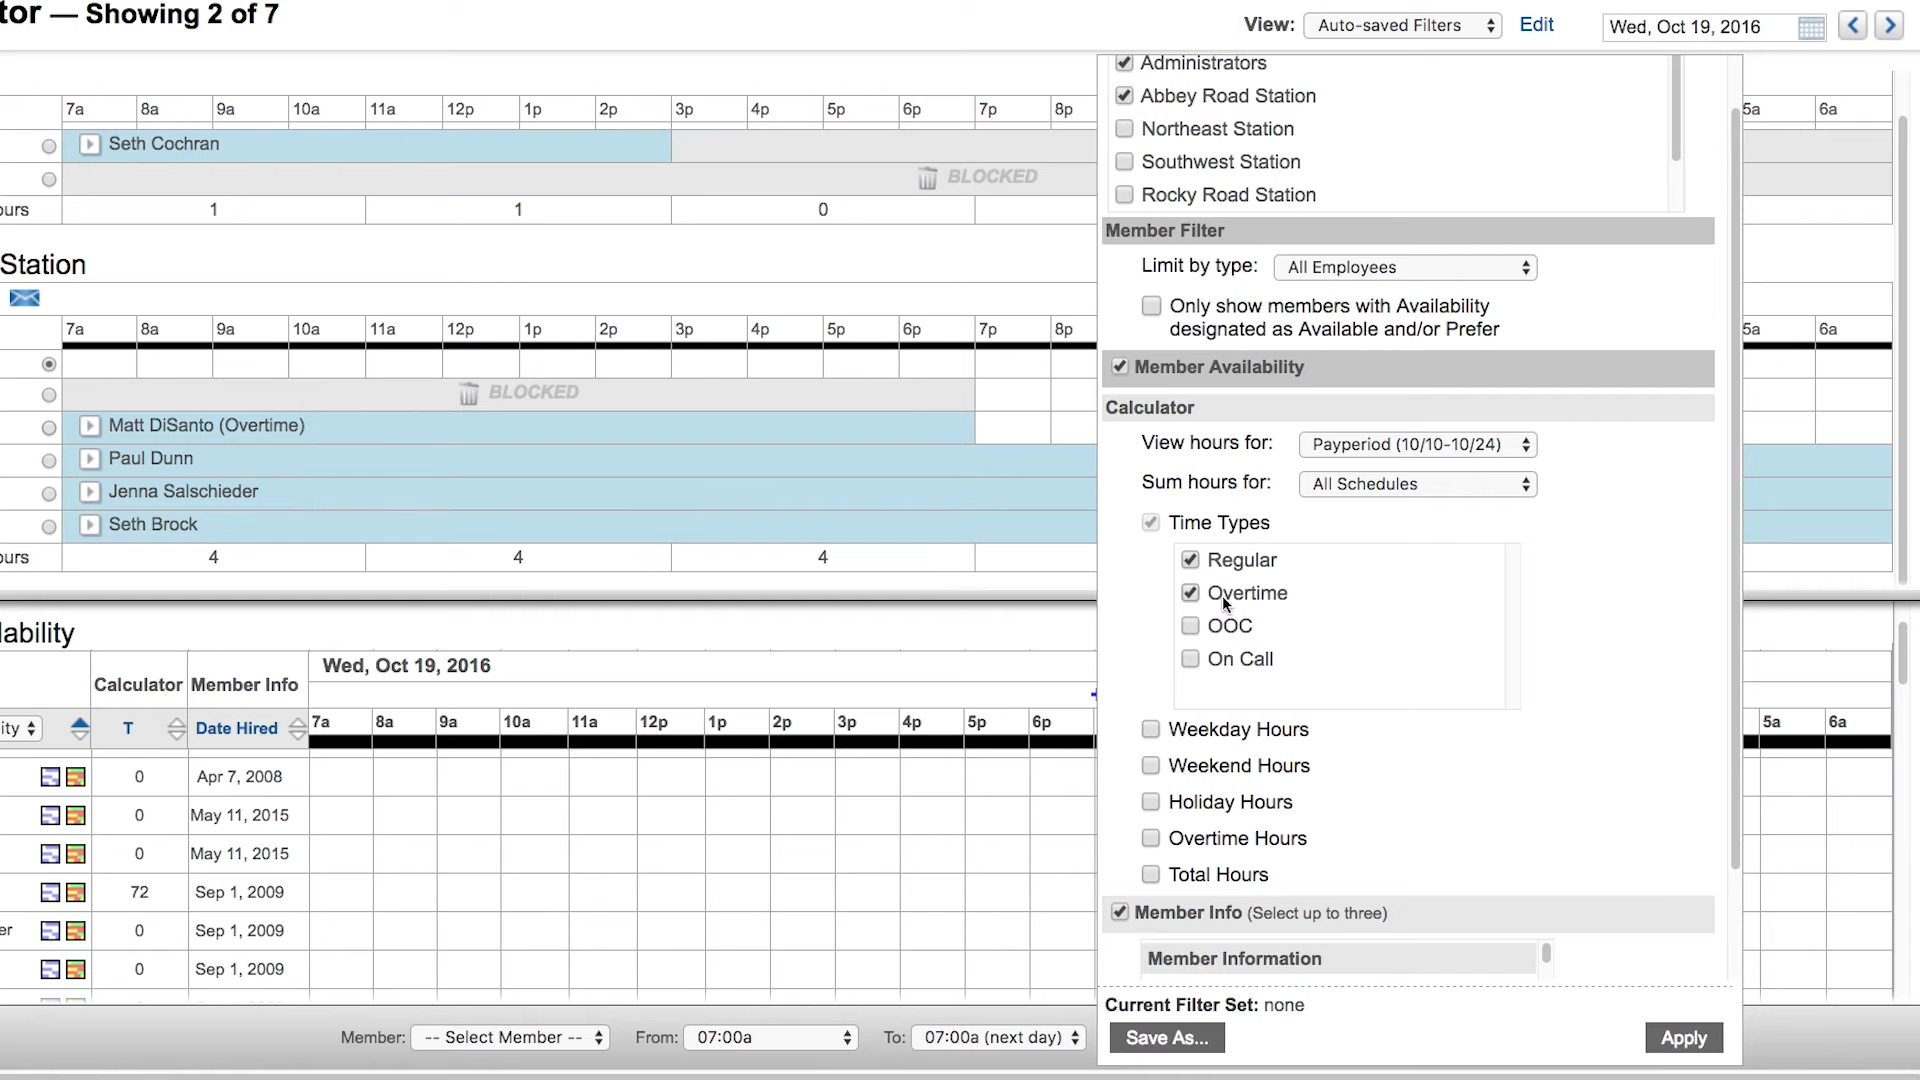 tor — Showing 2 of 7
View: Auto-saved Filters Edit Wed, Oct 19, 2016
7a 8a 9a 10a 11a 12p 1p 2p 3p 4p 5p 6p 7p 8p 5a 6a
Seth Cochran
BLOCKED
ours 1 1 0
Station
7a 8a 9a 10a 11a 12p 1p 2p 3p 4p 5p 6p 7p 8p 5a 6a
BLOCKED
Matt DiSanto (Overtime)
Paul Dunn
Jenna Salschieder
Seth Brock
ours 4 4 4
lability
Calculator Member Info Wed, Oct 19, 2016
ity T Date Hired 7a 8a 9a 10a 11a 12p 1p 2p 3p 4p 5p 6p 5a 6a
0 Apr 7, 2008
0 May 11, 2015
0 May 11, 2015
72 Sep 1, 2009
er 0 Sep 1, 2009
0 Sep 1, 2009
Member: -- Select Member -- From: 07:00a To: 07:00a (next day)
Administrators
Abbey Road Station
Northeast Station
Southwest Station
Rocky Road Station
Member Filter
Limit by type: All Employees
Only show members with Availability
designated as Available and/or Prefer
Member Availability
Calculator
View hours for: Payperiod (10/10-10/24)
Sum hours for: All Schedules
Time Types
Regular
Overtime
OOC
On Call
Weekday Hours
Weekend Hours
Holiday Hours
Overtime Hours
Total Hours
Member Info (Select up to three)
Member Information
Current Filter Set: none
Save As... Apply